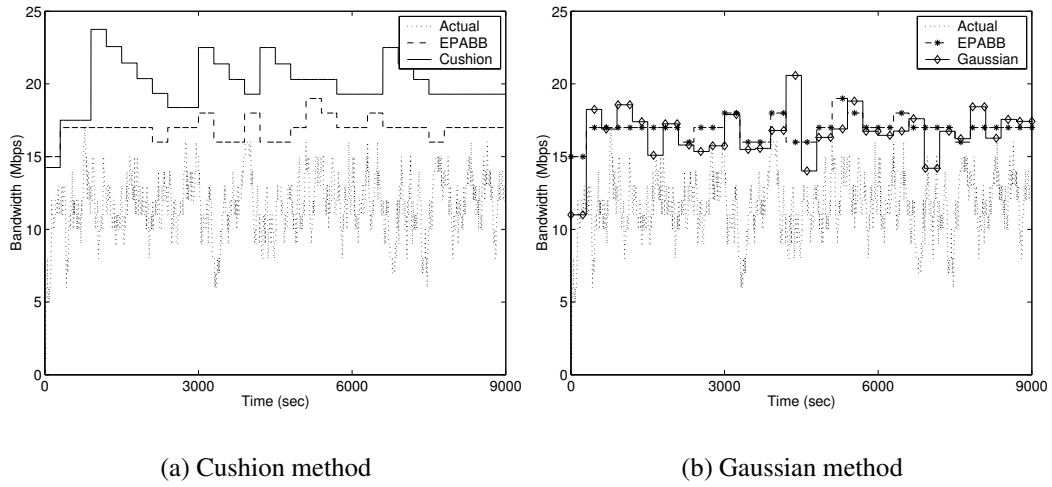 25
20
15
10
5
0
Bandwidth (Mbps)
0
3000
6000
9000
Time (sec)
Actual
EPABB
Cushion
(a) Cushion method
25
20
15
10
5
0
Bandwidth (Mbps)
0
3000
6000
9000
Time (sec)
Actual
EPABB
Gaussian
(b) Gaussian method